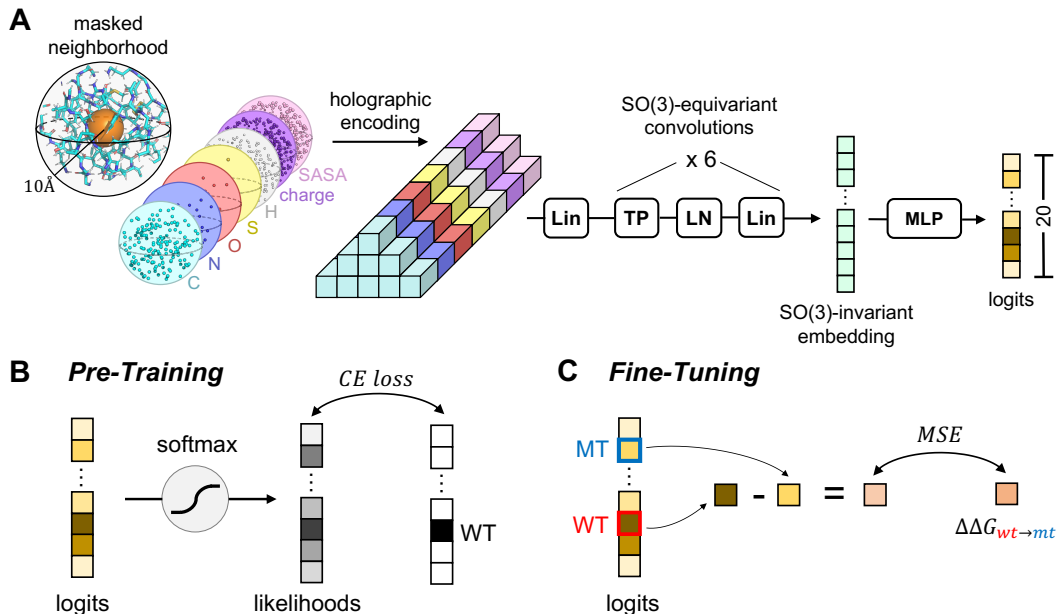 A
masked
neighborhood
10Å
C
N
O
S
H
charge
SASA
holographic
encoding
SO(3)-equivariant
convolutions
x 6
Lin
TP
LN
Lin
MLP
SO(3)-invariant
embedding
20
logits
B Pre-Training
softmax
CE loss
WT
logits
likelihoods
C Fine-Tuning
MT
WT
-
=
MSE
ΔΔG wt→mt
logits